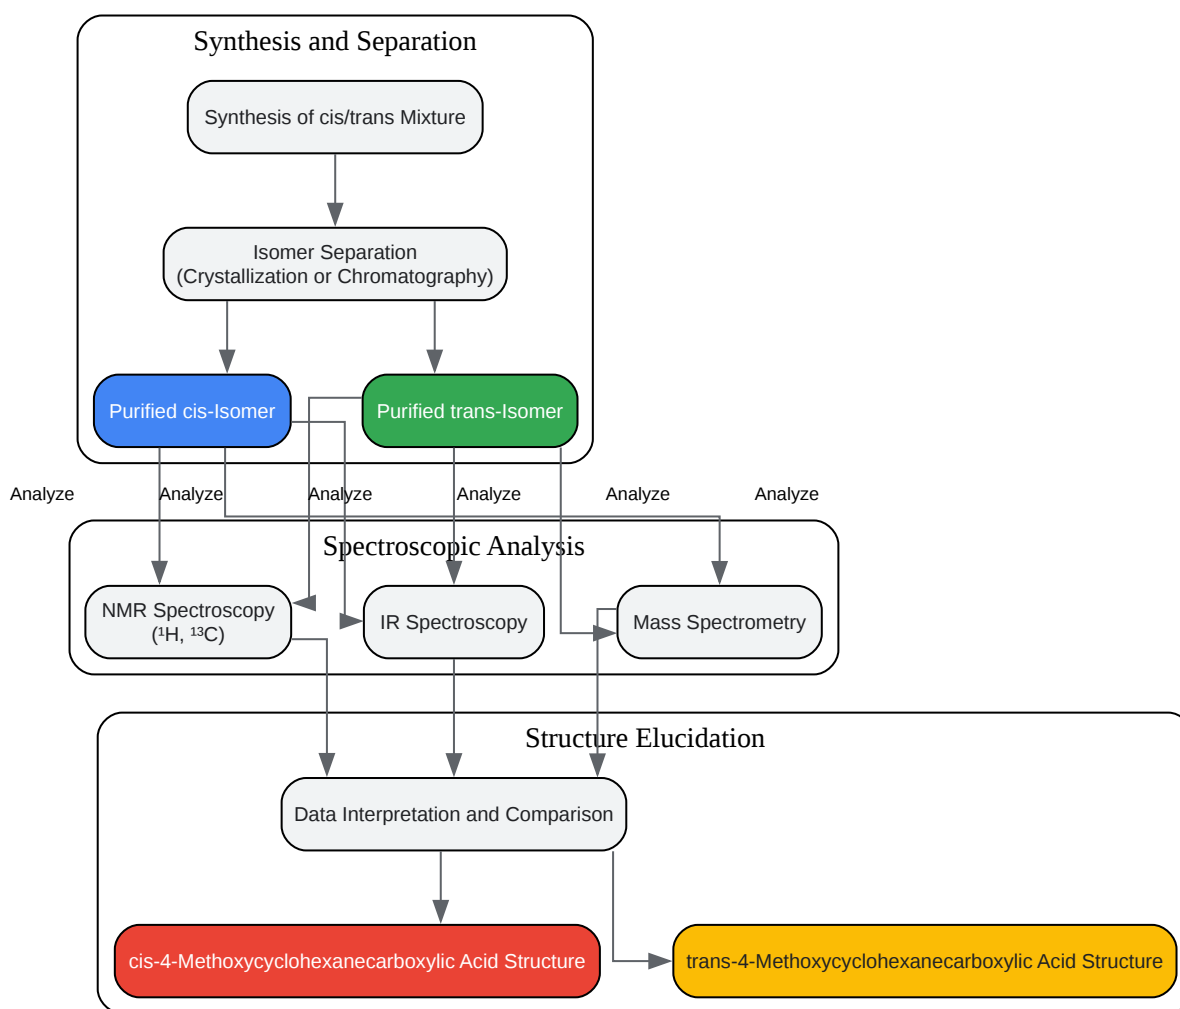 Synthesis and Separation
Synthesis of cis/trans Mixture
Isomer Separation
(Crystallization or Chromatography)
Purified cis-Isomer
Purified trans-Isomer
Analyze
Analyze
Analyze
Analyze
Analyze
Analyze
Spectroscopic Analysis
NMR Spectroscopy
(¹H, ¹³C)
IR Spectroscopy
Mass Spectrometry
Structure Elucidation
Data Interpretation and Comparison
cis-4-Methoxycyclohexanecarboxylic Acid Structure
trans-4-Methoxycyclohexanecarboxylic Acid Structure